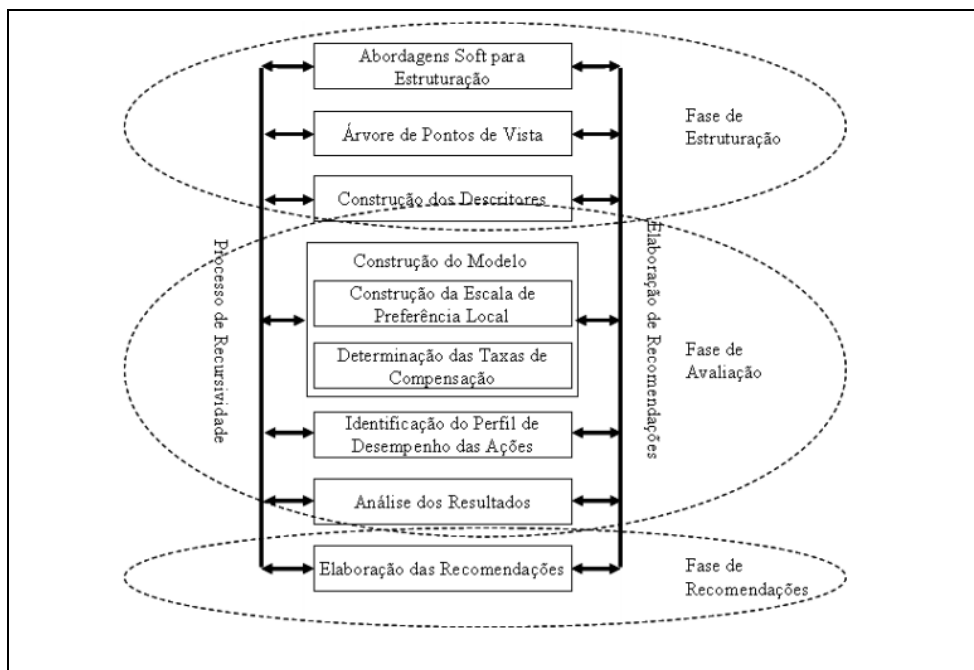 Abordagens Soft para
Estruturação
Árvore de Pontos de Vista
Fase de
Estruturação
Construção dos Descritores
Processo de Recursividade
Elaboração de Recomendações
Construção do Modelo
Construção da Escala de
Preferência Local
Determinação das Taxas de
Compensação
Fase de
Avaliação
Identificação do Perfil de
Desempenho das Ações
Análise dos Resultados
Elaboração das Recomendações
Fase de
Recomendações